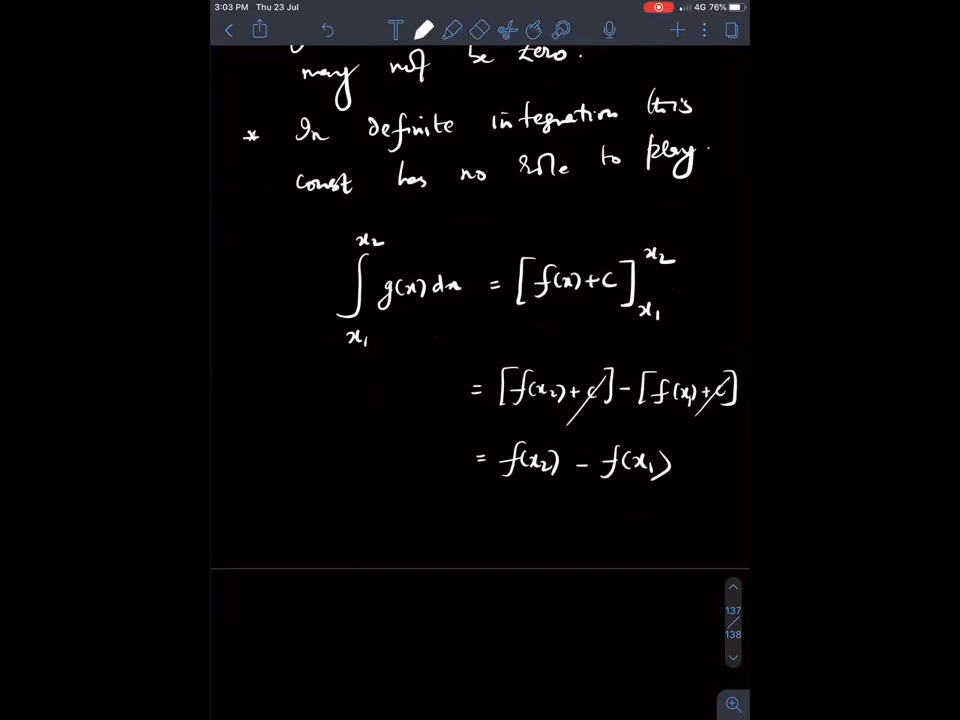 3:03 PM Thu 23 Jul
4G 76%
may not be zero.
* In definite integration this
const has no role to play.
∫_{x₁}^{x₂} g(x) dx = [f(x)+C]_{x₁}^{x₂}
= [f(x₂)+C] - [f(x₁)+C]
= f(x₂) - f(x₁)
137
138